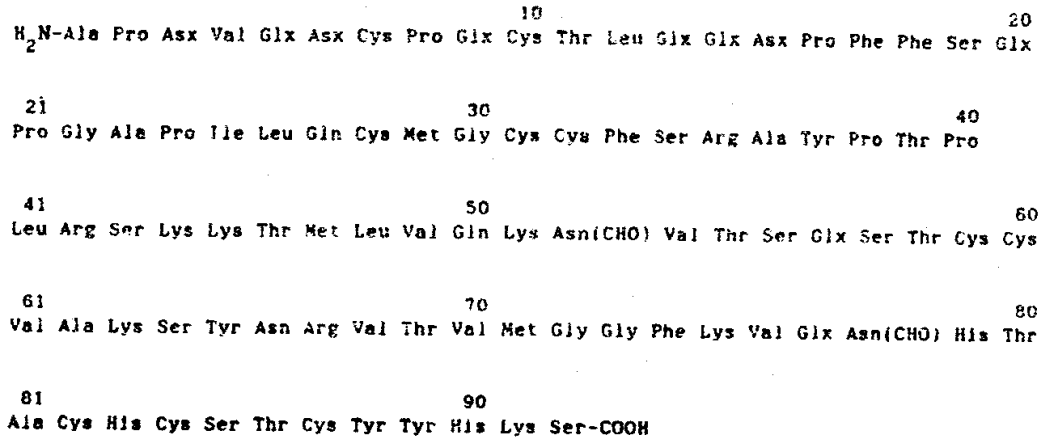 10 20
H2N-Ala Pro Asx Val Glx Asx Cys Pro Glx Cys Thr Leu Glx Glx Asx Pro Phe Phe Ser Glx
21 30 40
Pro Gly Ala Pro Ile Leu Gln Cys Met Gly Cys Cys Phe Ser Arg Ala Tyr Pro Thr Pro
41 50 60
Leu Arg Ser Lys Lys Thr Met Leu Val Gln Lys Asn(CHO) Val Thr Ser Glx Ser Thr Cys Cys
61 70 80
Val Ala Lys Ser Tyr Asn Arg Val Thr Val Met Gly Gly Phe Lys Val Glx Asn(CHO) His Thr
81 90
Ala Cys His Cys Ser Thr Cys Tyr Tyr His Lys Ser-COOH